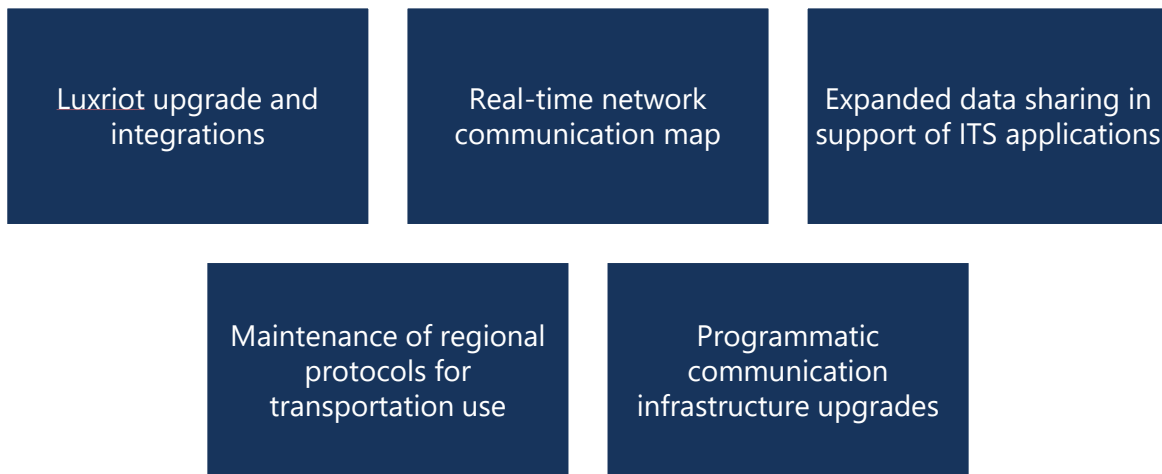 Luxriot upgrade and
integrations
Real-time network
communication map
Expanded data sharing in
support of ITS applications
Maintenance of regional
protocols for
transportation use
Programmatic
communication
infrastructure upgrades